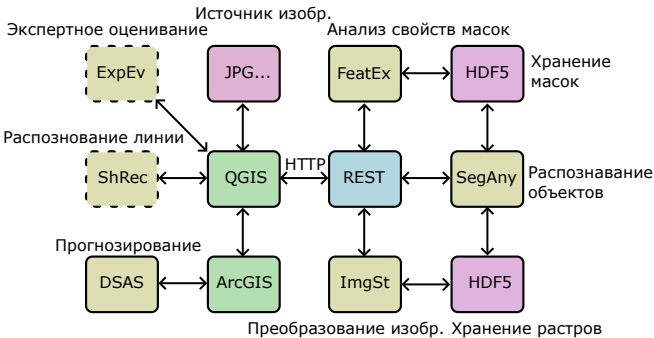 Источник изобр.
Экспертное оценивание
Анализ свойств масок
ExpEv
JPG...
FeatEx
HDF5
Хранение
масок
Распознование линии
HTTP
ShRec
QGIS
REST
SegAny
Распознавание
объектов
Прогнозирование
DSAS
ArcGIS
ImgSt
HDF5
Преобразование изобр.
Хранение растров